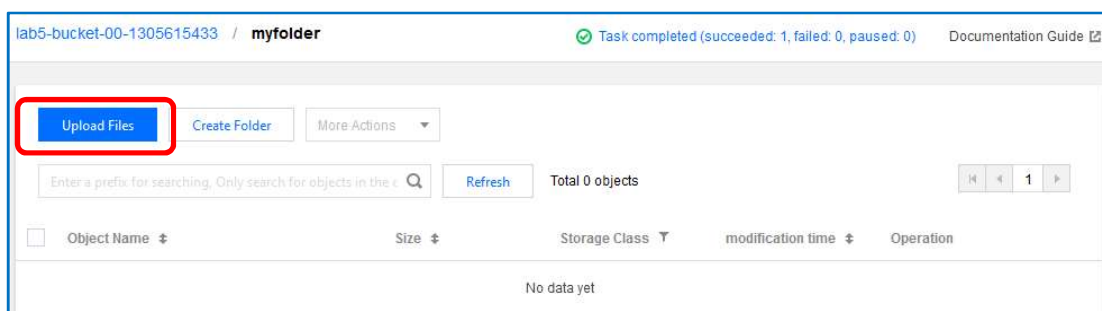 lab5-bucket-00-1305615433 / myfolder
Task completed (succeeded: 1, failed: 0, paused: 0)
Documentation Guide
Upload Files
Create Folder
More Actions
Enter a prefix for searching, Only search for objects in the c
Refresh
Total 0 objects
1
Object Name
Size
Storage Class
modification time
Operation
No data yet